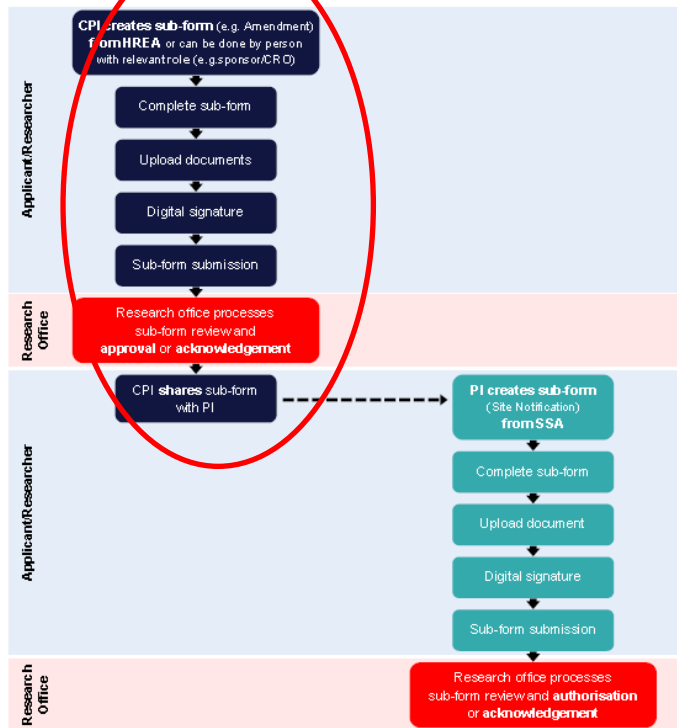 CPI creates sub-form (e.g. Amendment)
from HREA or can be done by person
with relevant role (e.g.sponsor/CRO)
Complete sub-form
Upload documents
Digital signature
Sub-form submission
Applicant/Researcher
Research office processes
sub-form review and
approval or acknowledgement
Research
Office
CPI shares sub-form
with PI
PI creates sub-form
(Site Notification)
from SSA
Complete sub-form
Upload document
Digital signature
Sub-form submission
Applicant/Researcher
Research office processes
sub-form review and authorisation
or acknowledgement
Research
Office